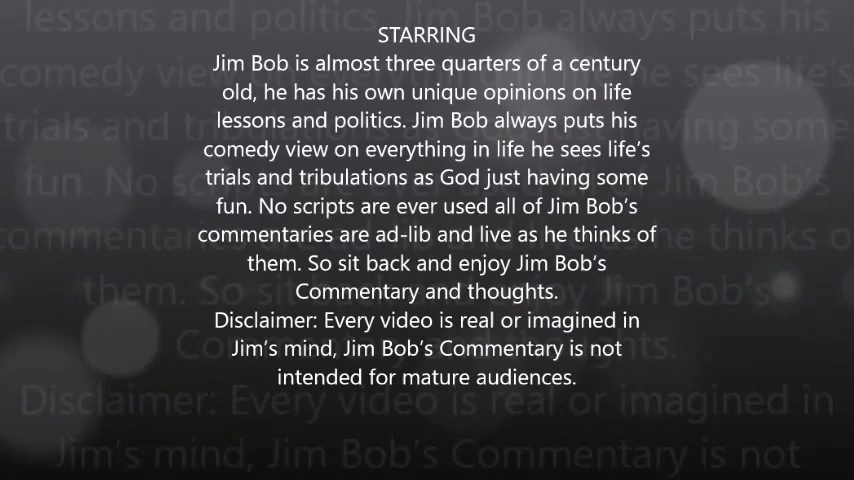 STARRING
Jim Bob is almost three quarters of a century
old, he has his own unique opinions on life
lessons and politics. Jim Bob always puts his
comedy view on everything in life he sees life's
trials and tribulations as God just having some
fun. No scripts are ever used all of Jim Bob's
commentaries are ad-lib and live as he thinks of
them. So sit back and enjoy Jim Bob's
Commentary and thoughts.
Disclaimer: Every video is real or imagined in
Jim's mind, Jim Bob's Commentary is not
intended for mature audiences.